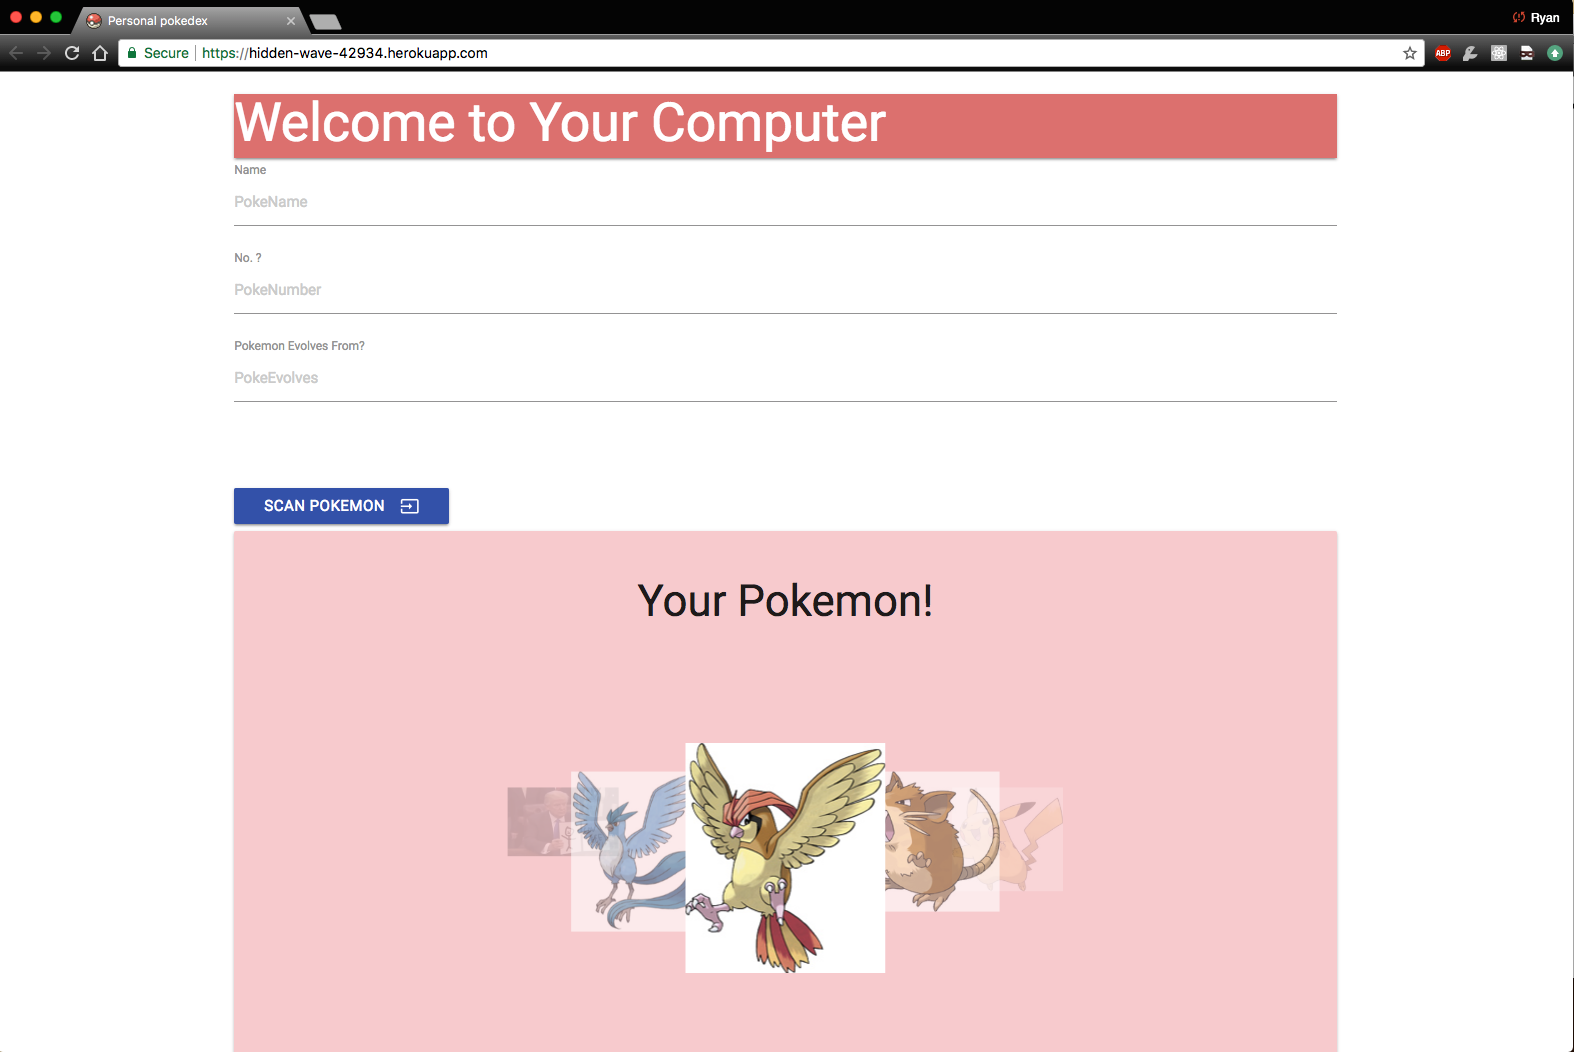 Personal pokedex
Ryan
Secure
https://hidden-wave-42934.herokuapp.com
ABP
Welcome to Your Computer
Name
PokeName
No. ?
PokeNumber
Pokemon Evolves From?
PokeEvolves
SCAN POKEMON
Your Pokemon!